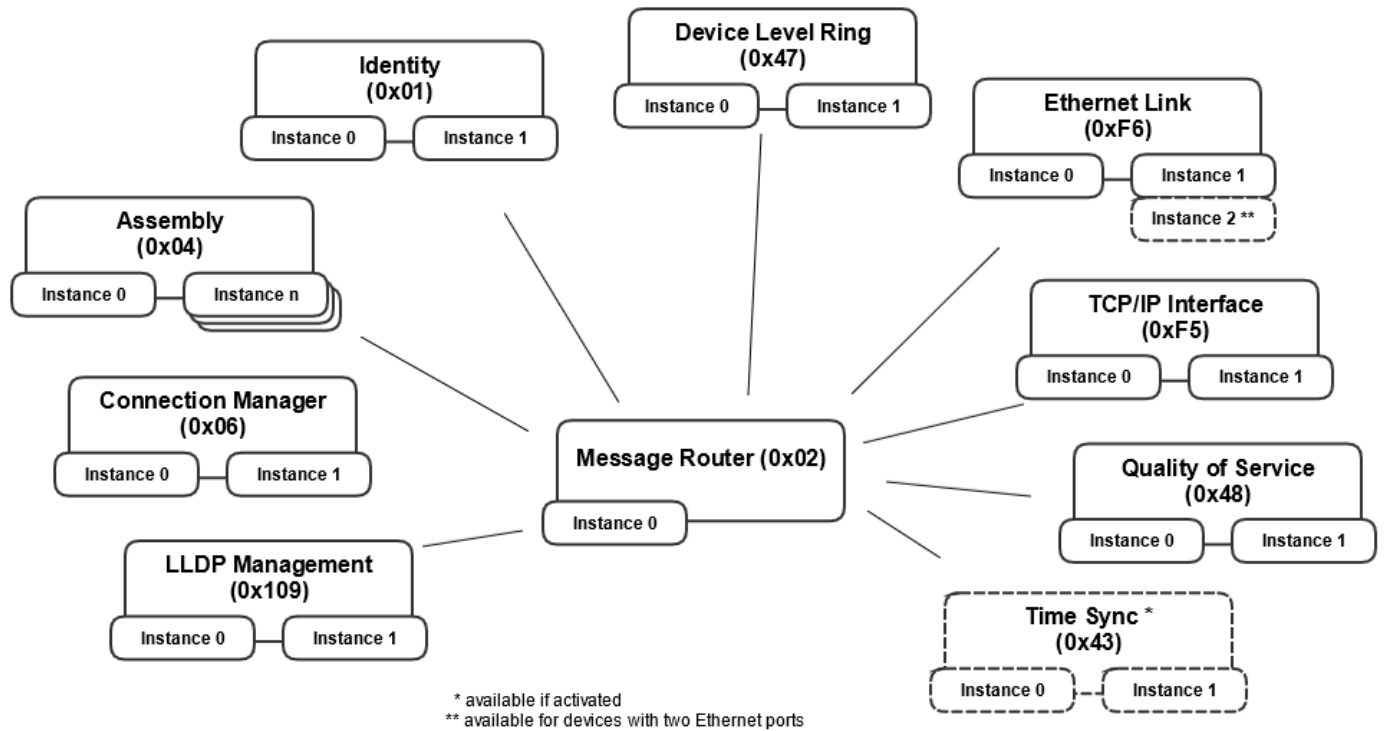 Device Level Ring
(0x47)
Instance 0
Instance 1
Identity
(0x01)
Instance 0
Instance 1
Ethernet Link
(0xF6)
Instance 0
Instance 1
Instance 2 **
Assembly
(0x04)
Instance 0
Instance n
TCP/IP Interface
(0xF5)
Instance 0
Instance 1
Connection Manager
(0x06)
Instance 0
Instance 1
Message Router (0x02)
Instance 0
Quality of Service
(0x48)
Instance 0
Instance 1
LLDP Management
(0x109)
Instance 0
Instance 1
Time Sync *
(0x43)
Instance 0
Instance 1
* available if activated
** available for devices with two Ethernet ports